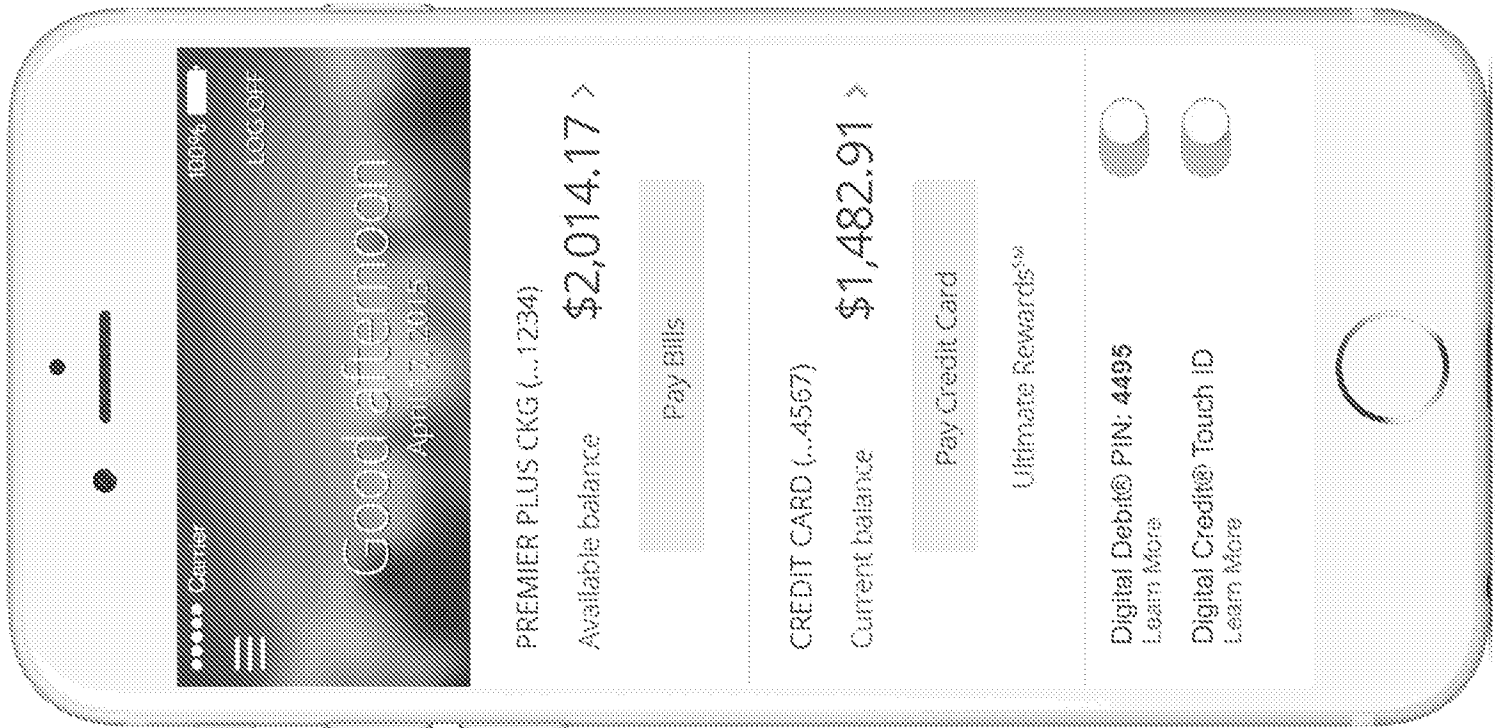 Carrier 100%
LOG OFF
Good afternoon
PREMIER PLUS CKG (...1234)
Available balance $2,014.17 >
Pay Bills
CREDIT CARD (...4567)
Current balance $1,482.91 >
Pay Credit Card
Ultimate Rewards℠
Digital Debit® PIN: 4495
Learn More
Digital Credit® Touch ID
Learn More